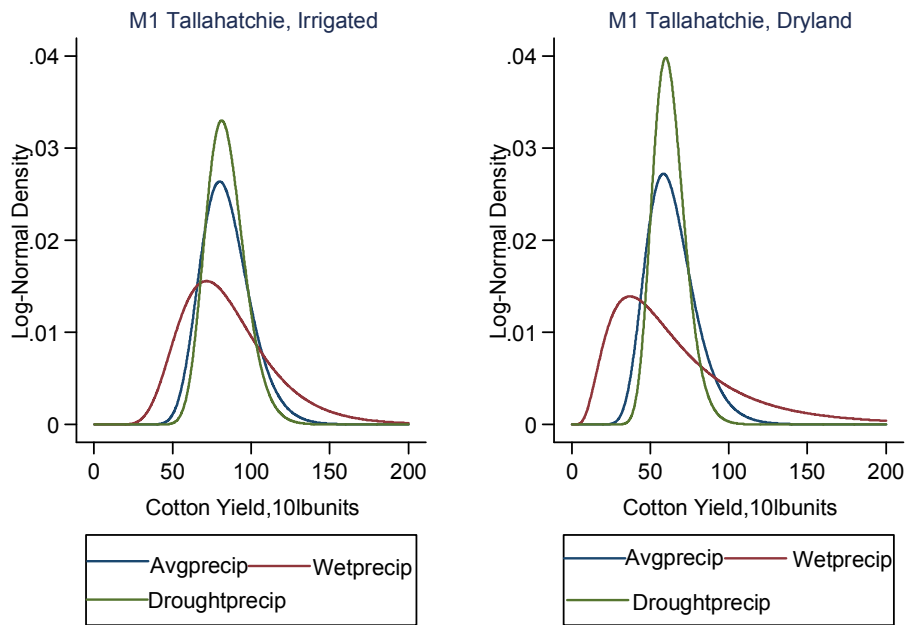 M1 Tallahatchie, Irrigated
.04
.03
.02
.01
0
Log-Normal Density
0 50 100 150 200
Cotton Yield,10lbunits
Avgprecip Wetprecip
Droughtprecip
M1 Tallahatchie, Dryland
.04
.03
.02
.01
0
Log-Normal Density
0 50 100 150 200
Cotton Yield,10lbunits
Avgprecip Wetprecip
Droughtprecip